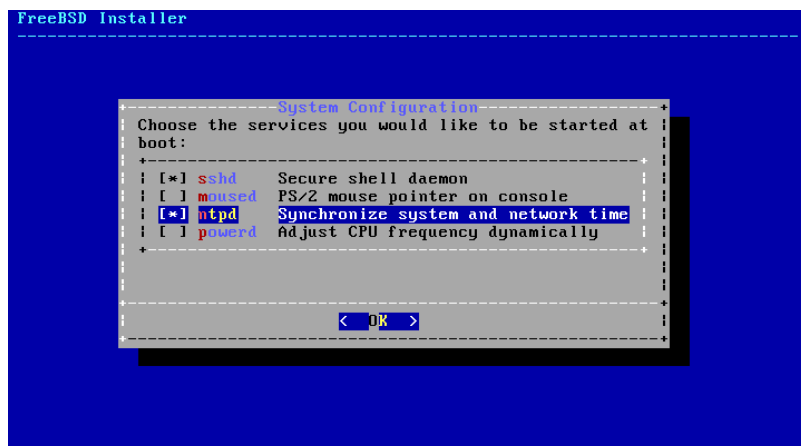 FreeBSD Installer
System Configuration
Choose the services you would like to be started at
boot:
[*] sshd Secure shell daemon
[ ] moused PS/2 mouse pointer on console
[*] ntpd Synchronize system and network time
[ ] powerd Adjust CPU frequency dynamically
< OK >